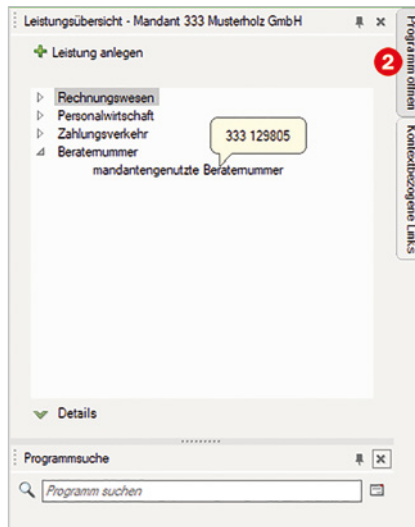 Leistungsübersicht - Mandant 333 Musterholz GmbH
Leistung anlegen
Rechnungswesen
Personalwirtschaft
Zahlungsverkehr
333 129805
Beraternummer
mandantengenutzte Beraternummer
Details
Programmsuche
Programm suchen
2
Programm öffnen
Kontextbezogene Links